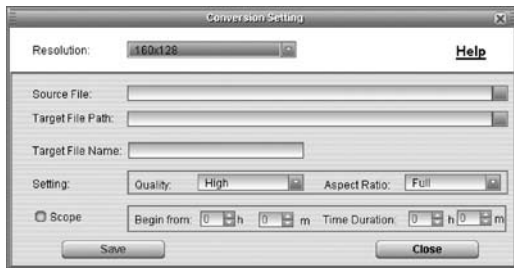 Conversion Setting
Resolution: 160x128 Help
Source File:
Target File Path:
Target File Name:
Setting: Quality: High Aspect Ratio: Full
Scope Begin from: 0 h 0 m Time Duration: 0 h 0 m
Save Close